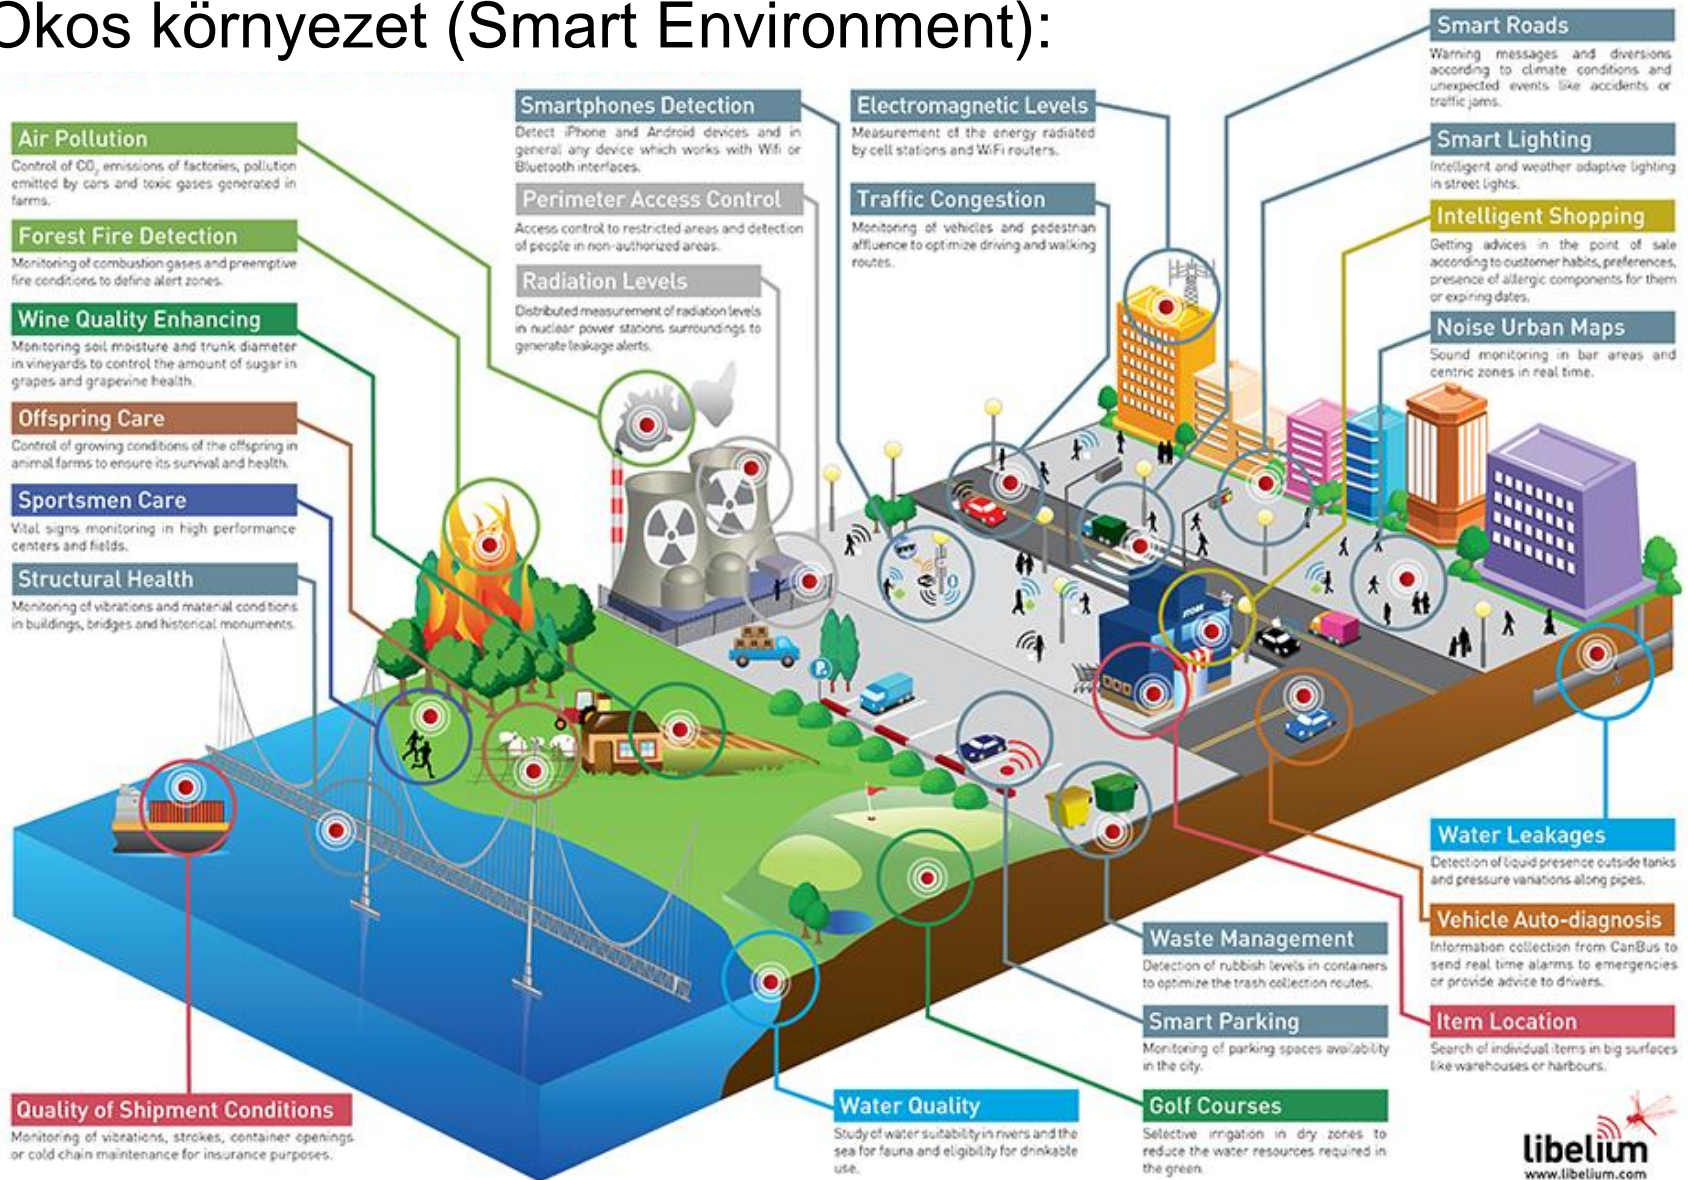 Okos környezet (Smart Environment):
Air Pollution
Control of CO₂ emissions of factories, pollution
emitted by cars and toxic gases generated in
farms.
Forest Fire Detection
Monitoring of combustion gases and preemptive
fire conditions to define alert zones.
Wine Quality Enhancing
Monitoring soil moisture and trunk diameter
in vineyards to control the amount of sugar in
grapes and grapevine health.
Offspring Care
Control of growing conditions of the offspring in
animal farms to ensure its survival and health.
Sportsmen Care
Vital signs monitoring in high performance
centers and fields.
Structural Health
Monitoring of vibrations and material conditions
in buildings, bridges and historical monuments.
Quality of Shipment Conditions
Monitoring of vibrations, strokes, container openings
or cold chain maintenance for insurance purposes.
Smartphones Detection
Detect iPhone and Android devices and in
general any device which works with Wifi or
Bluetooth interfaces.
Perimeter Access Control
Access control to restricted areas and detection
of people in non-authorized areas.
Radiation Levels
Distributed measurement of radiation levels
in nuclear power stations surroundings to
generate leakage alerts.
Electromagnetic Levels
Measurement of the energy radiated
by cell stations and WiFi routers.
Traffic Congestion
Monitoring of vehicles and pedestrian
affluence to optimize driving and walking
routes.
Smart Roads
Warning messages and diversions
according to climate conditions and
unexpected events like accidents or
traffic jams.
Smart Lighting
Intelligent and weather adaptive lighting
in street lights.
Intelligent Shopping
Getting advices in the point of sale
according to customer habits, preferences,
presence of allergic components for them
or expiring dates.
Noise Urban Maps
Sound monitoring in bar areas and
centric zones in real time.
STORE
P
Water Leakages
Detection of liquid presence outside tanks
and pressure variations along pipes.
Vehicle Auto-diagnosis
Information collection from CanBus to
send real time alarms to emergencies
or provide advice to drivers.
Item Location
Search of individual items in big surfaces
like warehouses or harbours.
Waste Management
Detection of rubbish levels in containers
to optimize the trash collection routes.
Smart Parking
Monitoring of parking spaces availability
in the city.
Golf Courses
Selective irrigation in dry zones to
reduce the water resources required in
the green.
Water Quality
Study of water suitability in rivers and the
sea for fauna and eligibility for drinkable
use.
libelium
www.libelium.com